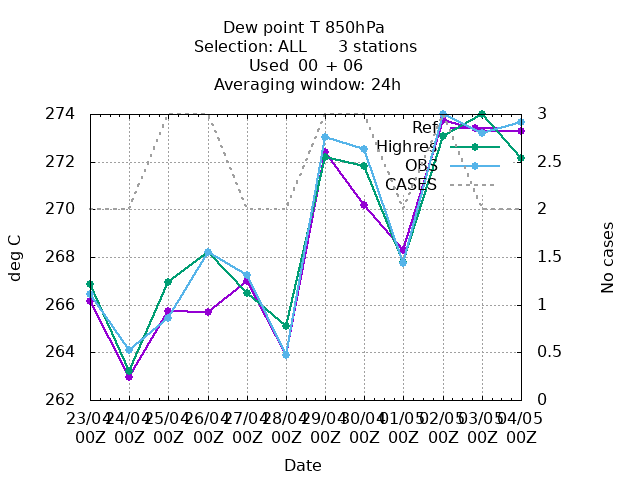 Dew point T 850hPa
Selection: ALL 3 stations
Used 00 + 06
Averaging window: 24h
274
272
270
268
266
264
262
deg C
3
2.5
2
1.5
1
0.5
0
No cases
Ref
Highres
OBS
CASES
23/04 24/04 25/04 26/04 27/04 28/04 29/04 30/04 01/05 02/05 03/05 04/05
00Z 00Z 00Z 00Z 00Z 00Z 00Z 00Z 00Z 00Z 00Z 00Z
Date